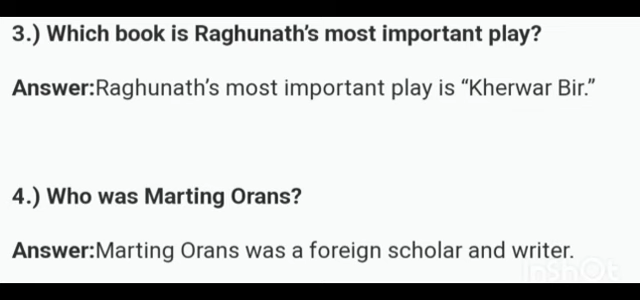 3.) Which book is Raghunath's most important play?
Answer:Raghunath's most important play is “Kherwar Bir.”
4.) Who was Marting Orans?
Answer:Marting Orans was a foreign scholar and writer.
InShOt